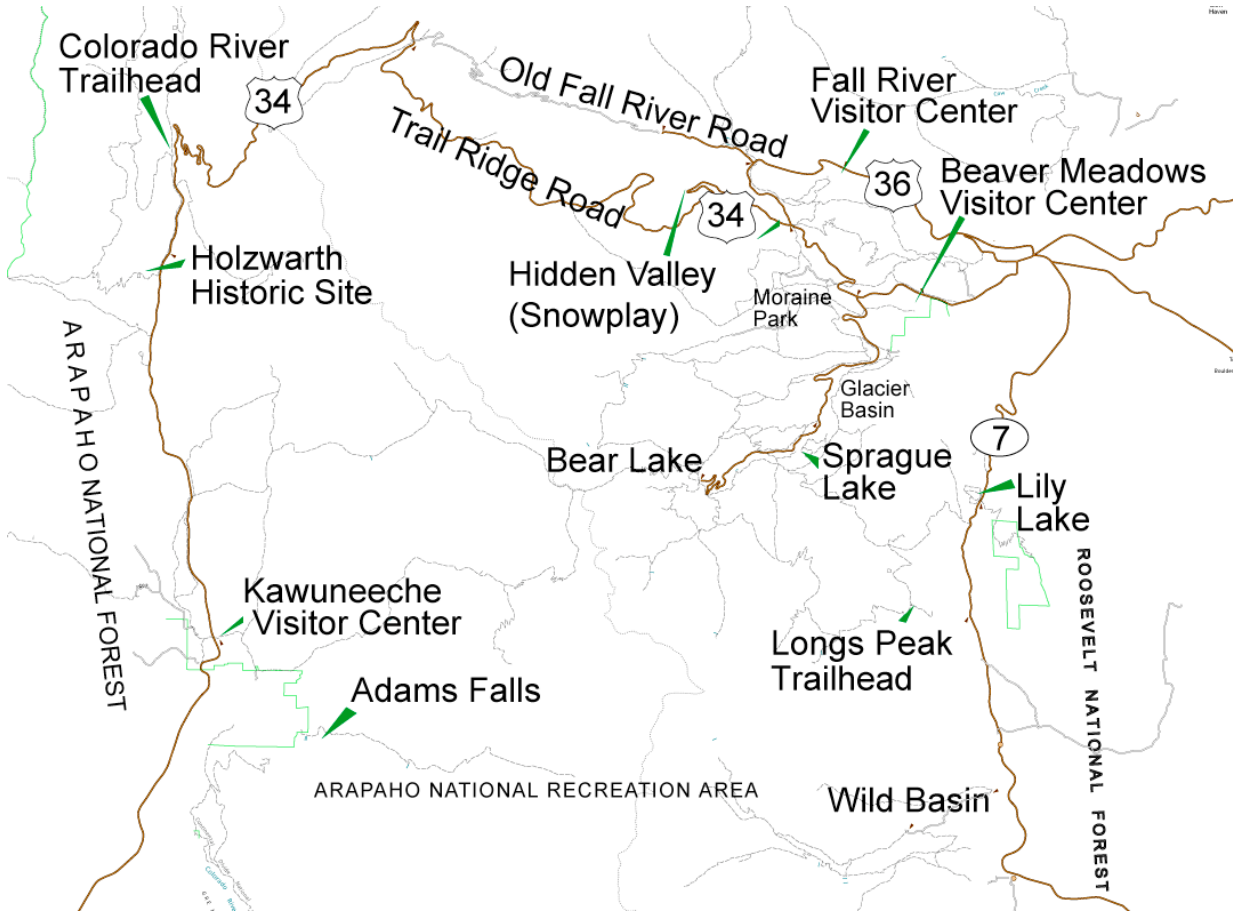 Haven
Colorado River
Trailhead
34
Old Fall River Road
Fall River
Visitor Center
Trail Ridge Road
36
Beaver Meadows
Visitor Center
34
Holzwarth
Historic Site
Hidden Valley
(Snowplay)
Moraine
Park
ARAPAHO NATIONAL FOREST
Glacier
Basin
Boulder
7
Bear Lake
Sprague
Lake
Lily
Lake
Kawuneeche
Visitor Center
Longs Peak
Trailhead
ROOSEVELT NATIONAL FOREST
Adams Falls
ARAPAHO NATIONAL RECREATION AREA
Wild Basin
Colorado